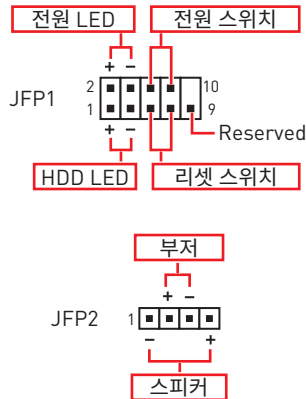 전원 LED 전원 스위치
+ − 
2 10
JFP1
1 9
+ −
Reserved
HDD LED 리셋 스위치
부저
+ −
JFP2 1
− +
스피커